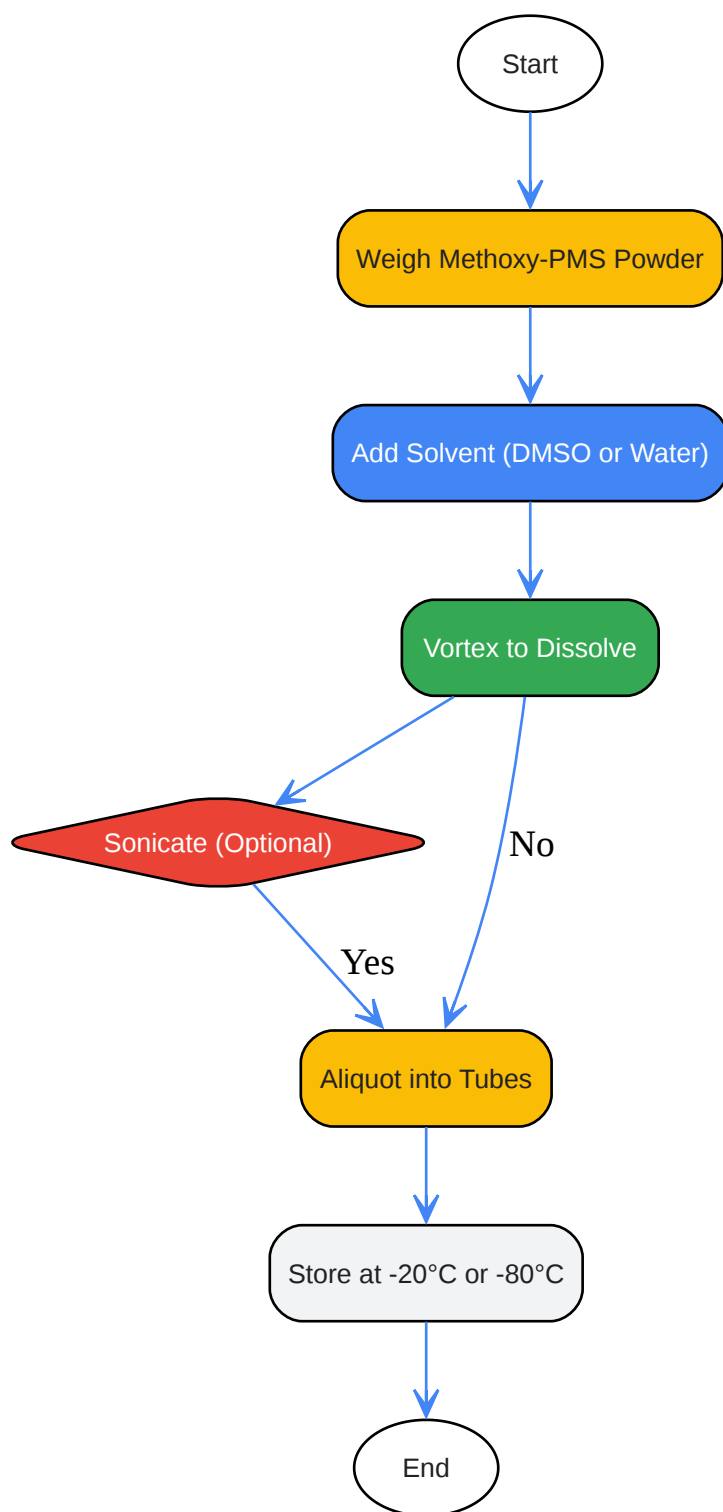 Start
Weigh Methoxy-PMS Powder
Add Solvent (DMSO or Water)
Vortex to Dissolve
Sonicate (Optional)
No
Yes
Aliquot into Tubes
Store at -20°C or -80°C
End